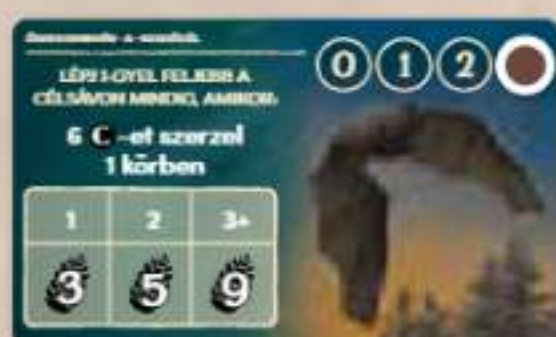 LÉPJ 1-GYEL FELJEBB A
CÉLSÁVON MINDIG, AMIKOR:
6 C -et szerzel
1 körben
0 1 2
1 2 3+
3 5 9